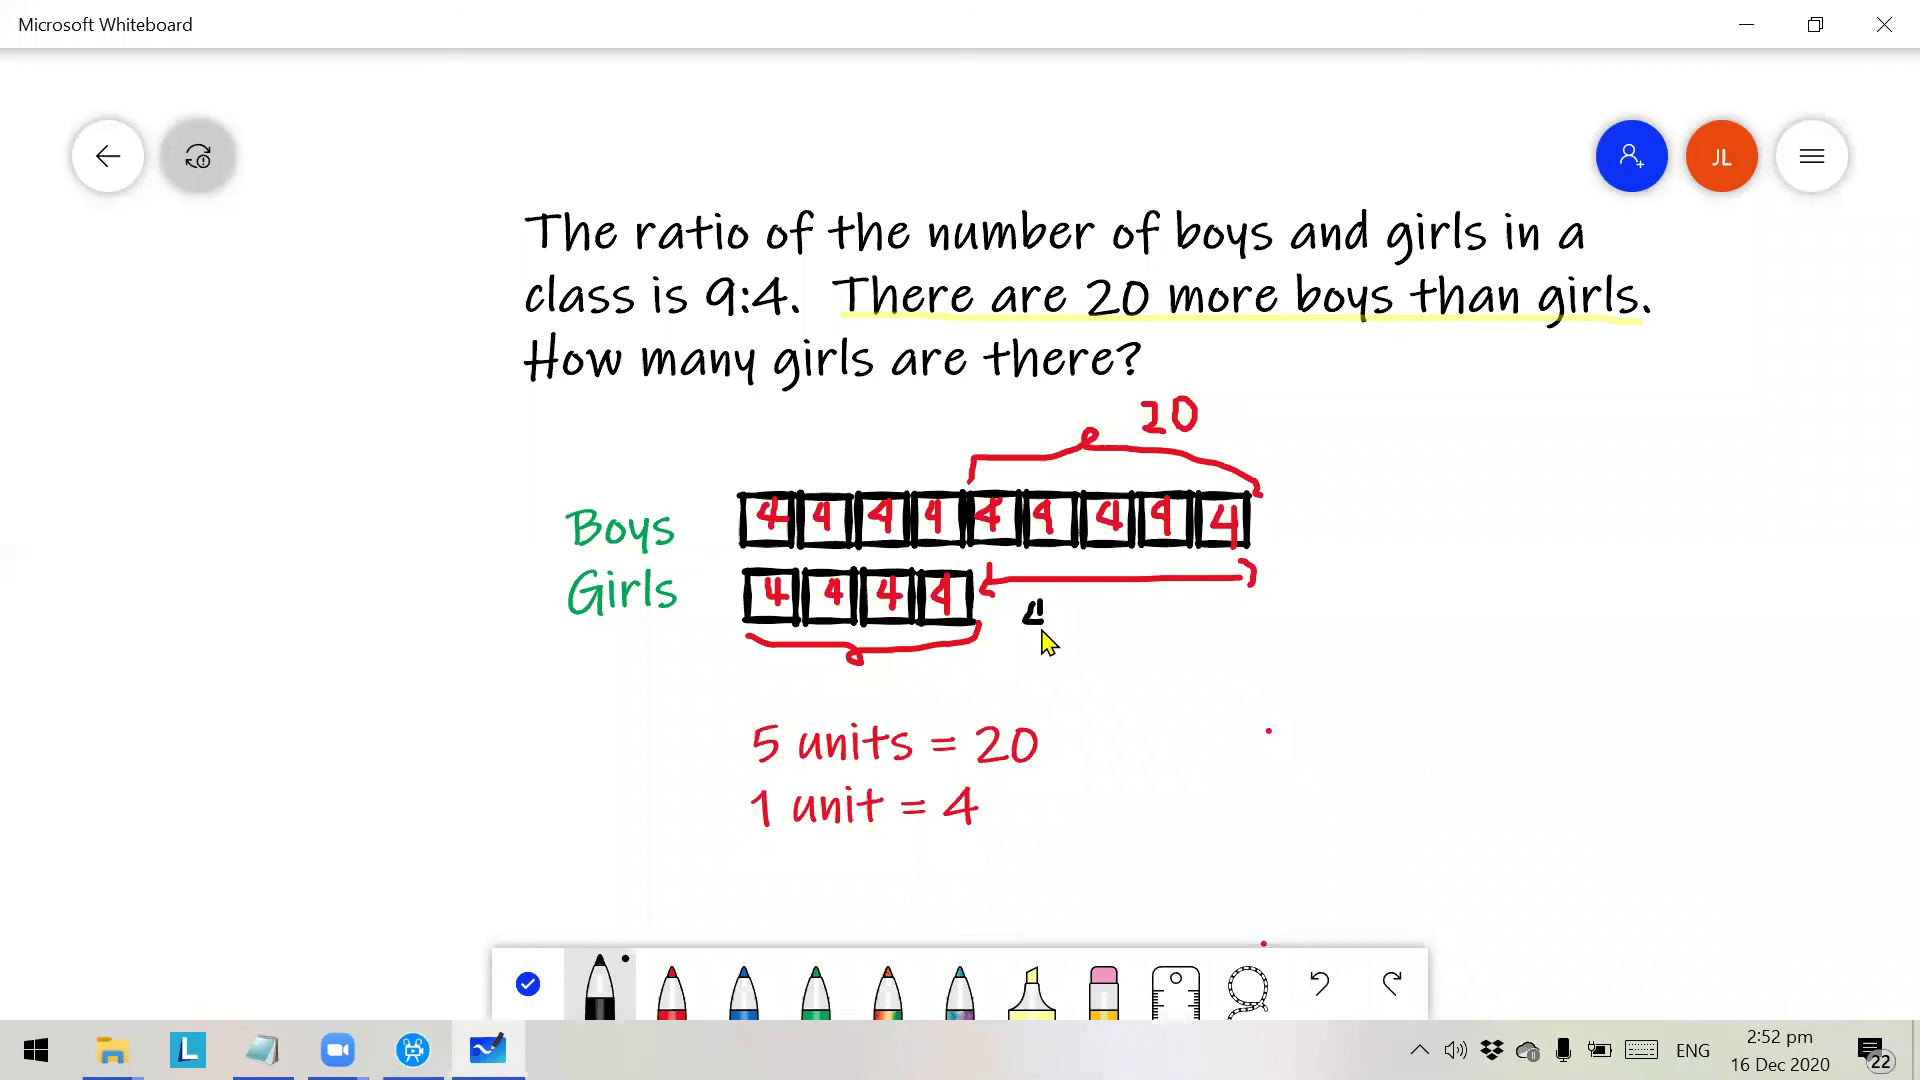 Microsoft Whiteboard
JL
The ratio of the number of boys and girls in a
class is 9:4. There are 20 more boys than girls.
How many girls are there?
20
Boys 4 4 4 4 4 4 4 4 4
Girls 4 4 4 4
4
5 units = 20
1 unit = 4
L
ENG
2:52 pm
16 Dec 2020
22